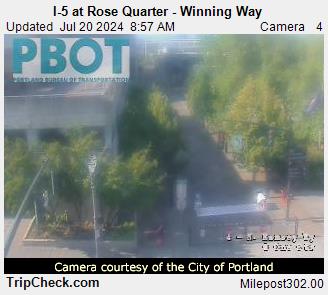 I-5 at Rose Quarter - Winning Way
Updated Jul 20 2024 8:57 AM Camera 4
PBOT
PORTLAND BUREAU OF TRANSPORTATION
Camera courtesy of the City of Portland
TripCheck.com Milepost302.00